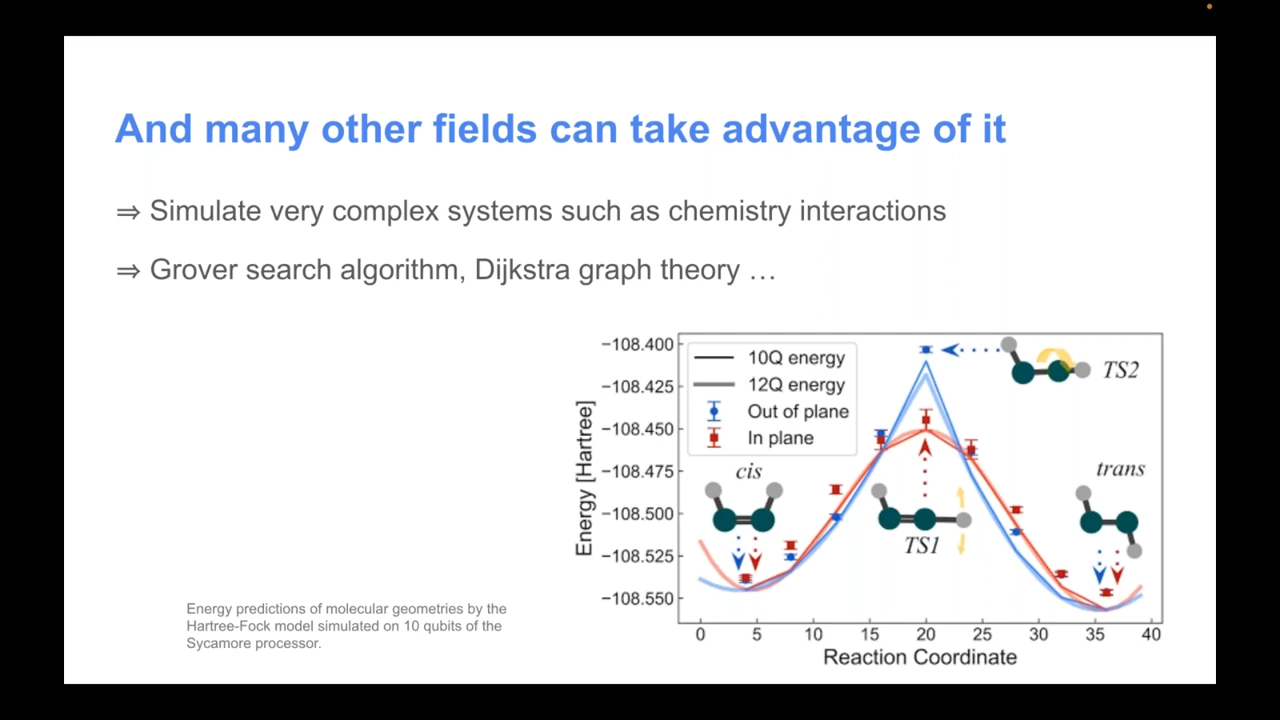 And many other fields can take advantage of it
⇒ Simulate very complex systems such as chemistry interactions
⇒ Grover search algorithm, Dijkstra graph theory …
Energy predictions of molecular geometries by the
Hartree-Fock model simulated on 10 qubits of the
Sycamore processor.
Energy [Hartree]
−108.400
−108.425
−108.450
−108.475
−108.500
−108.525
−108.550
10Q energy
12Q energy
Out of plane
In plane
TS2
cis
TS1
trans
0 5 10 15 20 25 30 35 40
Reaction Coordinate